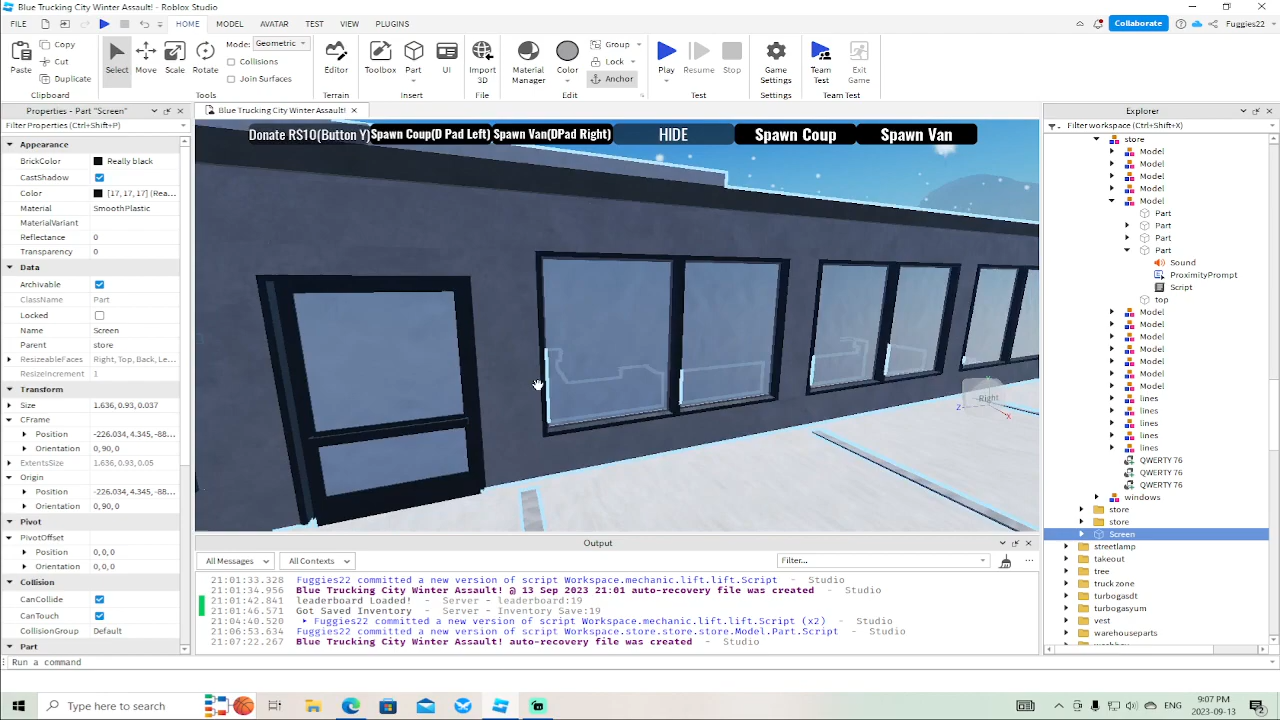 Blue Trucking City Winter Assault! - Roblox Studio
FILE HOME MODEL AVATAR TEST VIEW PLUGINS Collaborate Fuggies22
Paste Copy Cut Duplicate Clipboard
Select Move Scale Rotate Mode: Geometric Collisions Join Surfaces Tools
Editor Terrain
Toolbox Part UI Insert
Import 3D File
Material Manager Color Group Lock Anchor Edit
Play Resume Stop Test
Game Settings Settings
Team Test Exit Game Team Test
Properties - Part "Screen"
Filter Properties (Ctrl+Shift+P)
Appearance
BrickColor Really black
CastShadow
Color [17, 17, 17] (Rea...
Material SmoothPlastic
MaterialVariant
Reflectance 0
Transparency 0
Data
Archivable
ClassName Part
Locked
Name Screen
Parent store
ResizeableFaces Right, Top, Back, Le...
ResizeIncrement 1
Transform
Size 1.636, 0.93, 0.037
CFrame
Position -226.034, 4.345, -88...
Orientation 0, 90, 0
ExtentsSize 1.636, 0.93, 0.05
Origin
Position -226.034, 4.345, -88...
Orientation 0, 90, 0
Pivot
PivotOffset
Position 0, 0, 0
Orientation 0, 0, 0
Collision
CanCollide
CanTouch
CollisionGroup Default
Part
Blue Trucking City Winter Assault!
Donate RS10(Button Y) Spawn Coup(D Pad Left) Spawn Van(DPad Right) HIDE Spawn Coup Spawn Van
Right
Z
X
Output
All Messages All Contexts Filter...
21:01:33.328 Fuggies22 committed a new version of script Workspace.mechanic.lift.lift.Script - Studio
21:01:34.956 Blue Trucking City Winter Assault! @ 13 Sep 2023 21:01 auto-recovery file was created - Studio
21:01:42.841 leaderboard Loaded! - Server - leaderboard:19
21:01:46.571 Got Saved Inventory - Server - Inventory Save:19
21:04:40.520 Fuggies22 committed a new version of script Workspace.mechanic.lift.lift.Script (x2) - Studio
21:06:53.634 Fuggies22 committed a new version of script Workspace.store.store.store.Model.Part.Script - Studio
21:07:22.267 Blue Trucking City Winter Assault! auto-recovery file was created - Studio
Explorer
Filter workspace (Ctrl+Shift+X)
store
Model
Model
Model
Model
Model
Part
Part
Part
Part
Sound
ProximityPrompt
Script
top
Model
Model
Model
Model
Model
Model
Model
lines
lines
lines
lines
lines
QWERTY 76
QWERTY 76
QWERTY 76
windows
store
store
Screen
streetlamp
takeout
tree
truck zone
turbogasdt
turbogasyum
vest
warehouseparts
Run a command
Type here to search
ENG
9:07 PM
2023-09-13
2